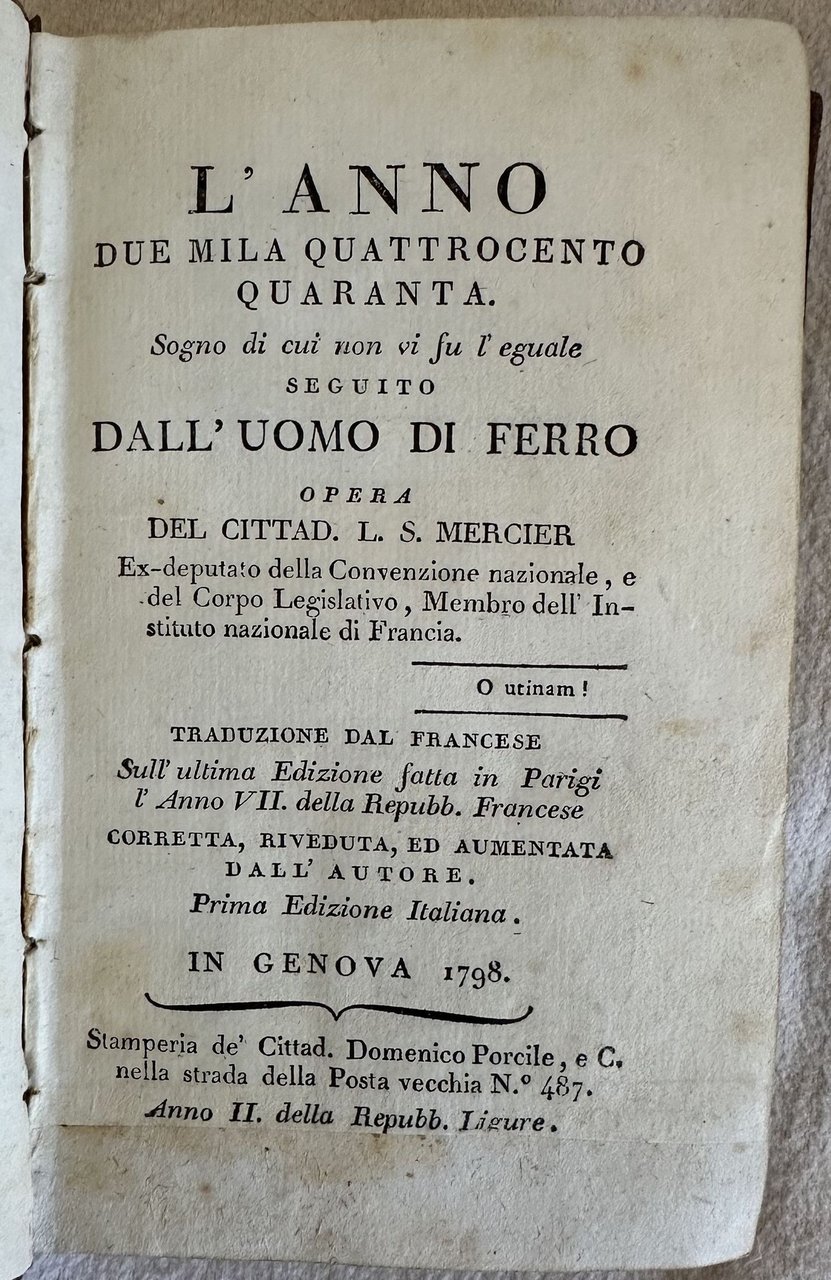 L' ANNO
DUE MILA QUATTROCENTO
QUARANTA.
Sogno di cui non vi fu l' eguale
SEGUITO
DALL' UOMO DI FERRO
OPERA
DEL CITTAD. L. S. MERCIER
Ex-deputato della Convenzione nazionale, e
del Corpo Legislativo, Membro dell' In-
stituto nazionale di Francia.
O utinam!
TRADUZIONE DAL FRANCESE
Sull' ultima Edizione fatta in Parigi
l' Anno VII. della Repubb. Francese
CORRETTA, RIVEDUTA, ED AUMENTATA
DALL' AUTORE.
Prima Edizione Italiana.
IN GENOVA 1798.
Stamperia de' Cittad. Domenico Porcile, e C.
nella strada della Posta vecchia N.º 487.
Anno II. della Repubb. Ligure.